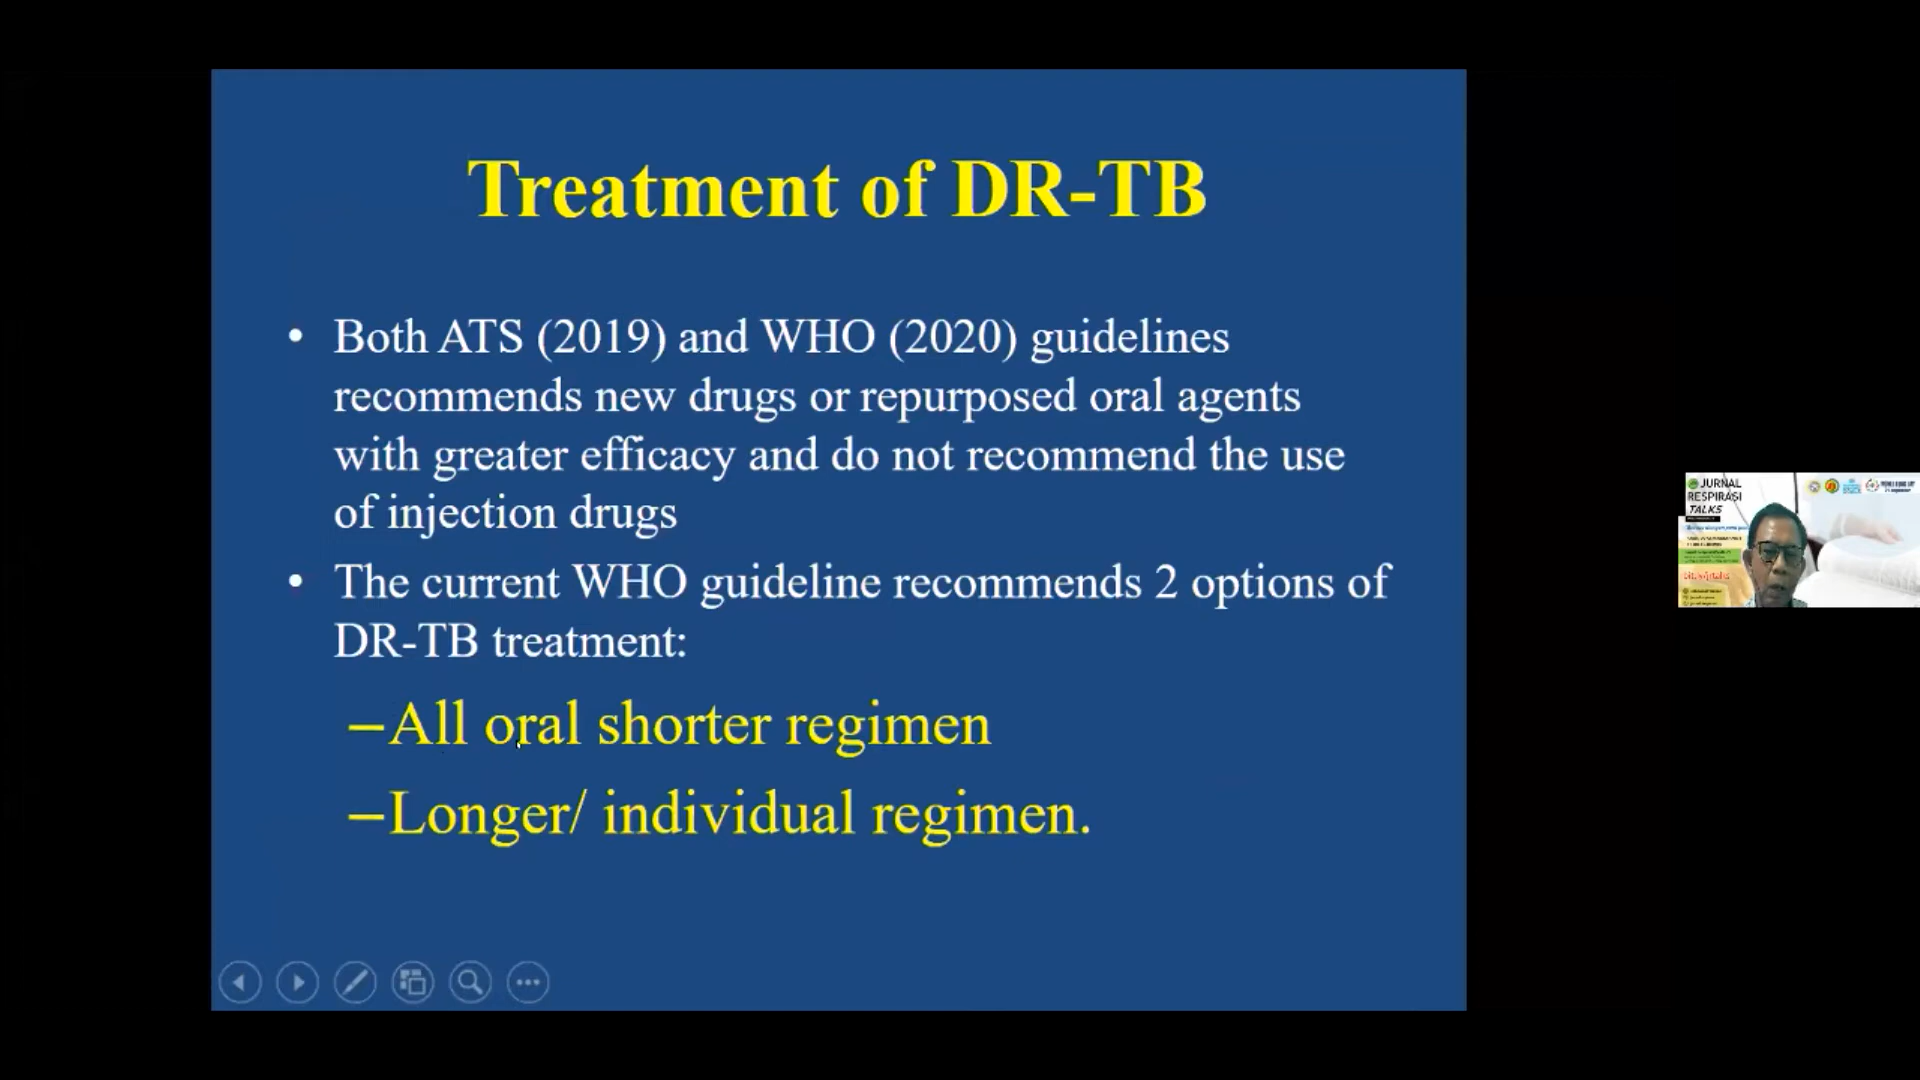 Treatment of DR-TB
• Both ATS (2019) and WHO (2020) guidelines
recommends new drugs or repurposed oral agents
with greater efficacy and do not recommend the use
of injection drugs
• The current WHO guideline recommends 2 options of
DR-TB treatment:
–All oral shorter regimen
–Longer/ individual regimen.
JURNAL
RESPIRASI
TALKS